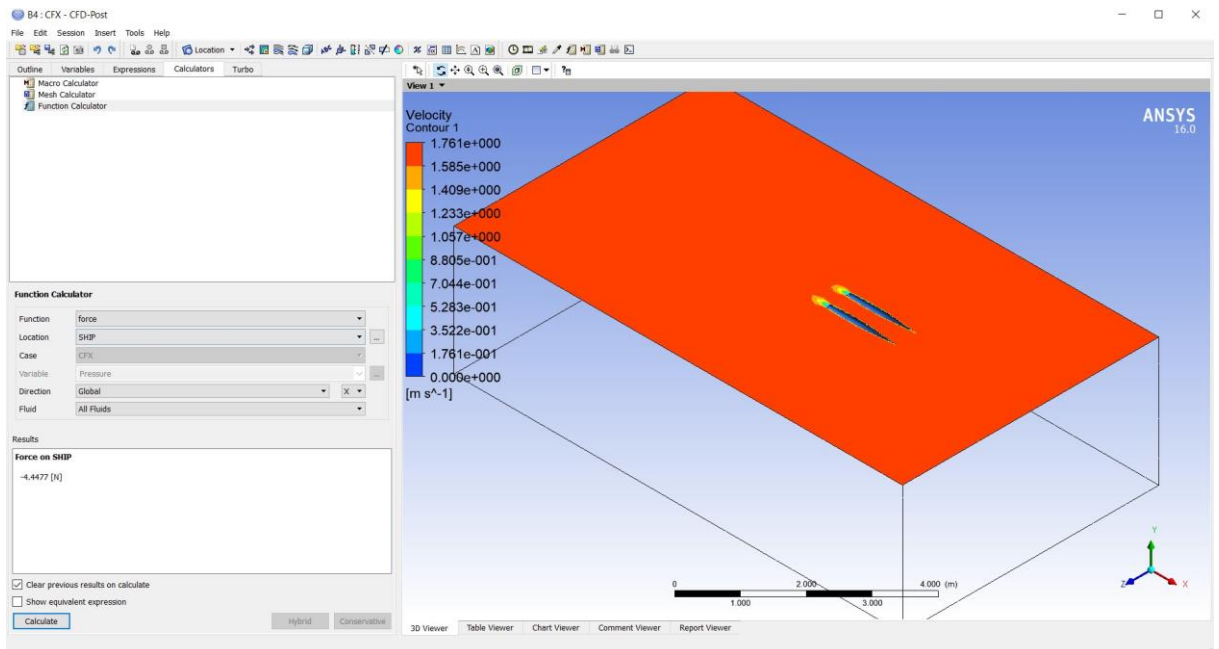 B4 : CFX - CFD-Post
File Edit Session Insert Tools Help
Location
Outline Variables Expressions Calculators Turbo
Macro Calculator
Mesh Calculator
Function Calculator
Function Calculator
Function force
Location SHIP ...
Case CFX
Variable Pressure ...
Direction Global X
Fluid All Fluids
Results
Force on SHIP
-4.4477 [N]
Clear previous results on calculate
Show equivalent expression
Calculate Hybrid Conservative
View 1
Velocity
Contour 1
1.761e+000
1.585e+000
1.409e+000
1.233e+000
1.057e+000
8.805e-001
7.044e-001
5.283e-001
3.522e-001
1.761e-001
0.000e+000
[m s^-1]
ANSYS
16.0
Y
Z X
0 2.000 4.000 (m)
1.000 3.000
3D Viewer Table Viewer Chart Viewer Comment Viewer Report Viewer